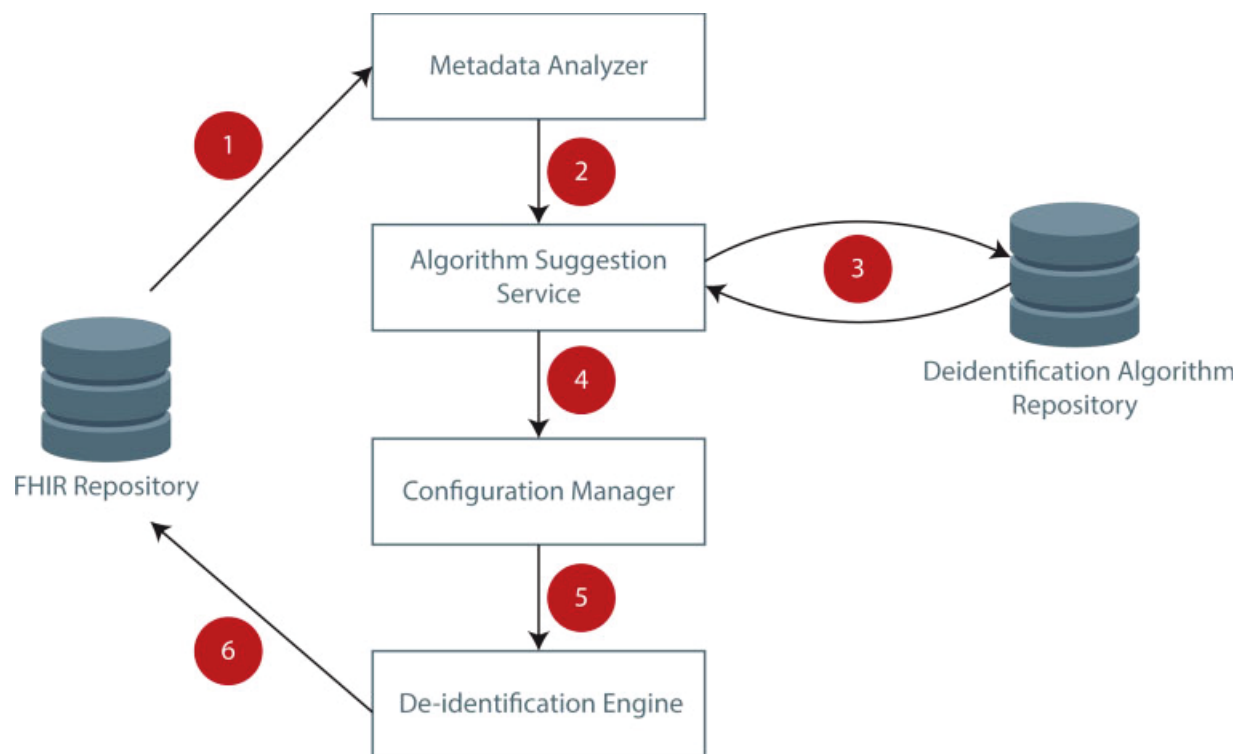 Metadada Analyzer
1
2
Algorithm Suggestion
Service
3
Deidentification Algorithm
Repository
4
FHIR Repository
Configuration Manager
5
6
De-identification Engine